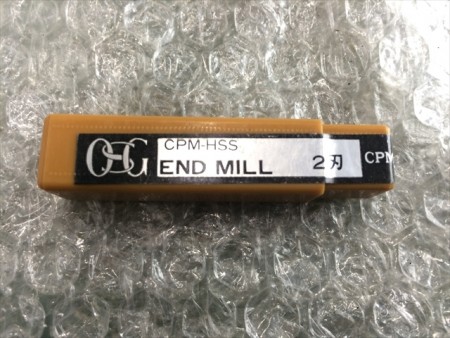 OSG
CPM-HSS
END MILL 2刃
CPM